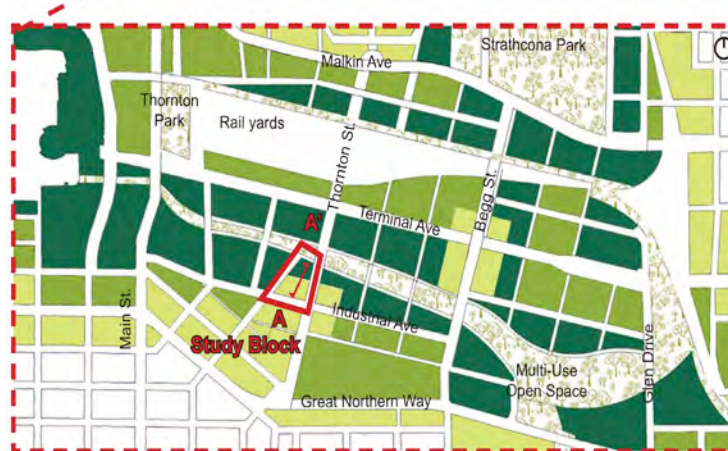 Strathcona Park
Malkin Ave
Thornton
Park
Rail yards
Thornton St.
Begg St.
Terminal Ave
A'
A
Study Block
Industrial Ave
Main St.
Multi-Use
Open Space
Glen Drive
Great Northern Way